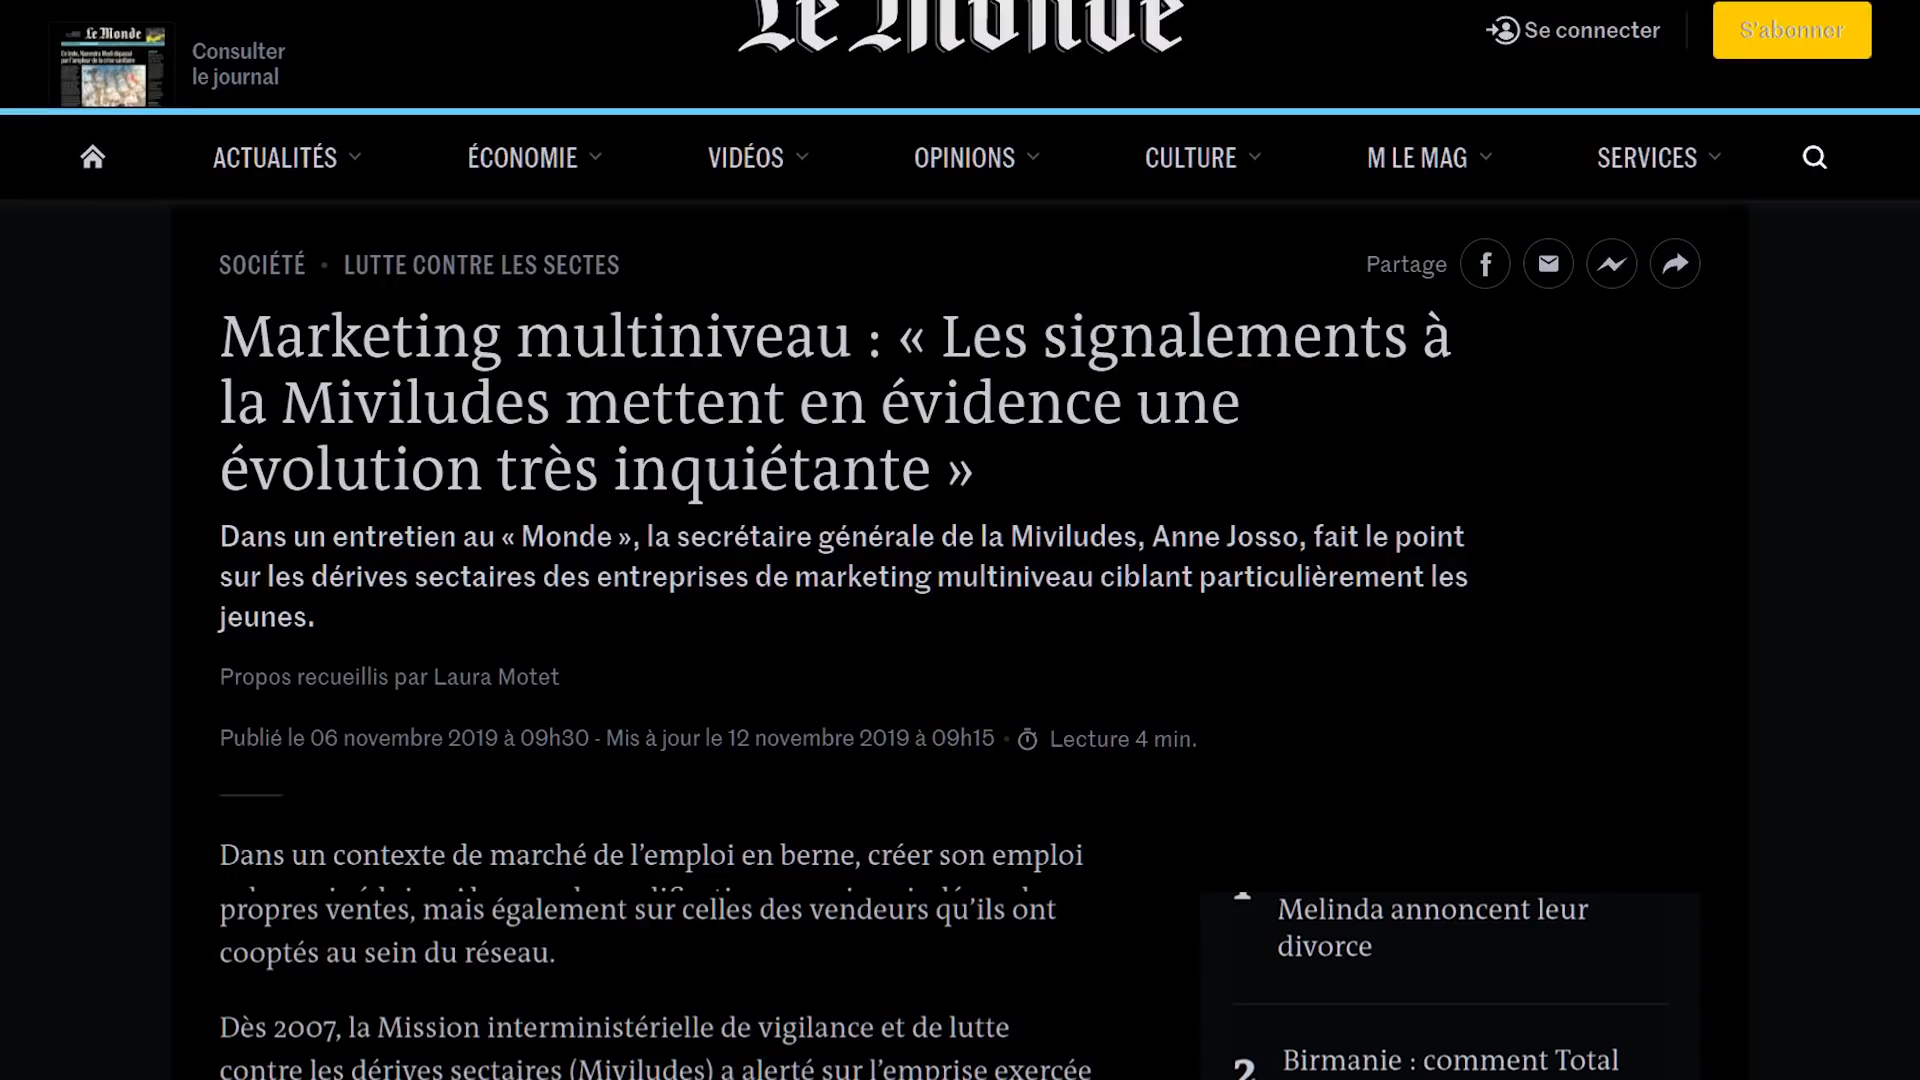 Le Monde
Le Monde
Consulter
le journal
Se connecter
S'abonner
ACTUALITÉS
ÉCONOMIE
VIDÉOS
OPINIONS
CULTURE
M LE MAG
SERVICES
SOCIÉTÉ • LUTTE CONTRE LES SECTES
Partage
Marketing multiniveau : « Les signalements à
la Miviludes mettent en évidence une
évolution très inquiétante »
Dans un entretien au « Monde », la secrétaire générale de la Miviludes, Anne Josso, fait le point
sur les dérives sectaires des entreprises de marketing multiniveau ciblant particulièrement les
jeunes.
Propos recueillis par Laura Motet
Publié le 06 novembre 2019 à 09h30 - Mis à jour le 12 novembre 2019 à 09h15 • Lecture 4 min.
Dans un contexte de marché de l’emploi en berne, créer son emploi
propres ventes, mais également sur celles des vendeurs qu’ils ont
cooptés au sein du réseau.
Dès 2007, la Mission interministérielle de vigilance et de lutte
contre les dérives sectaires (Miviludes) a alerté sur l’emprise exercée
Melinda annoncent leur
divorce
2 Birmanie : comment Total